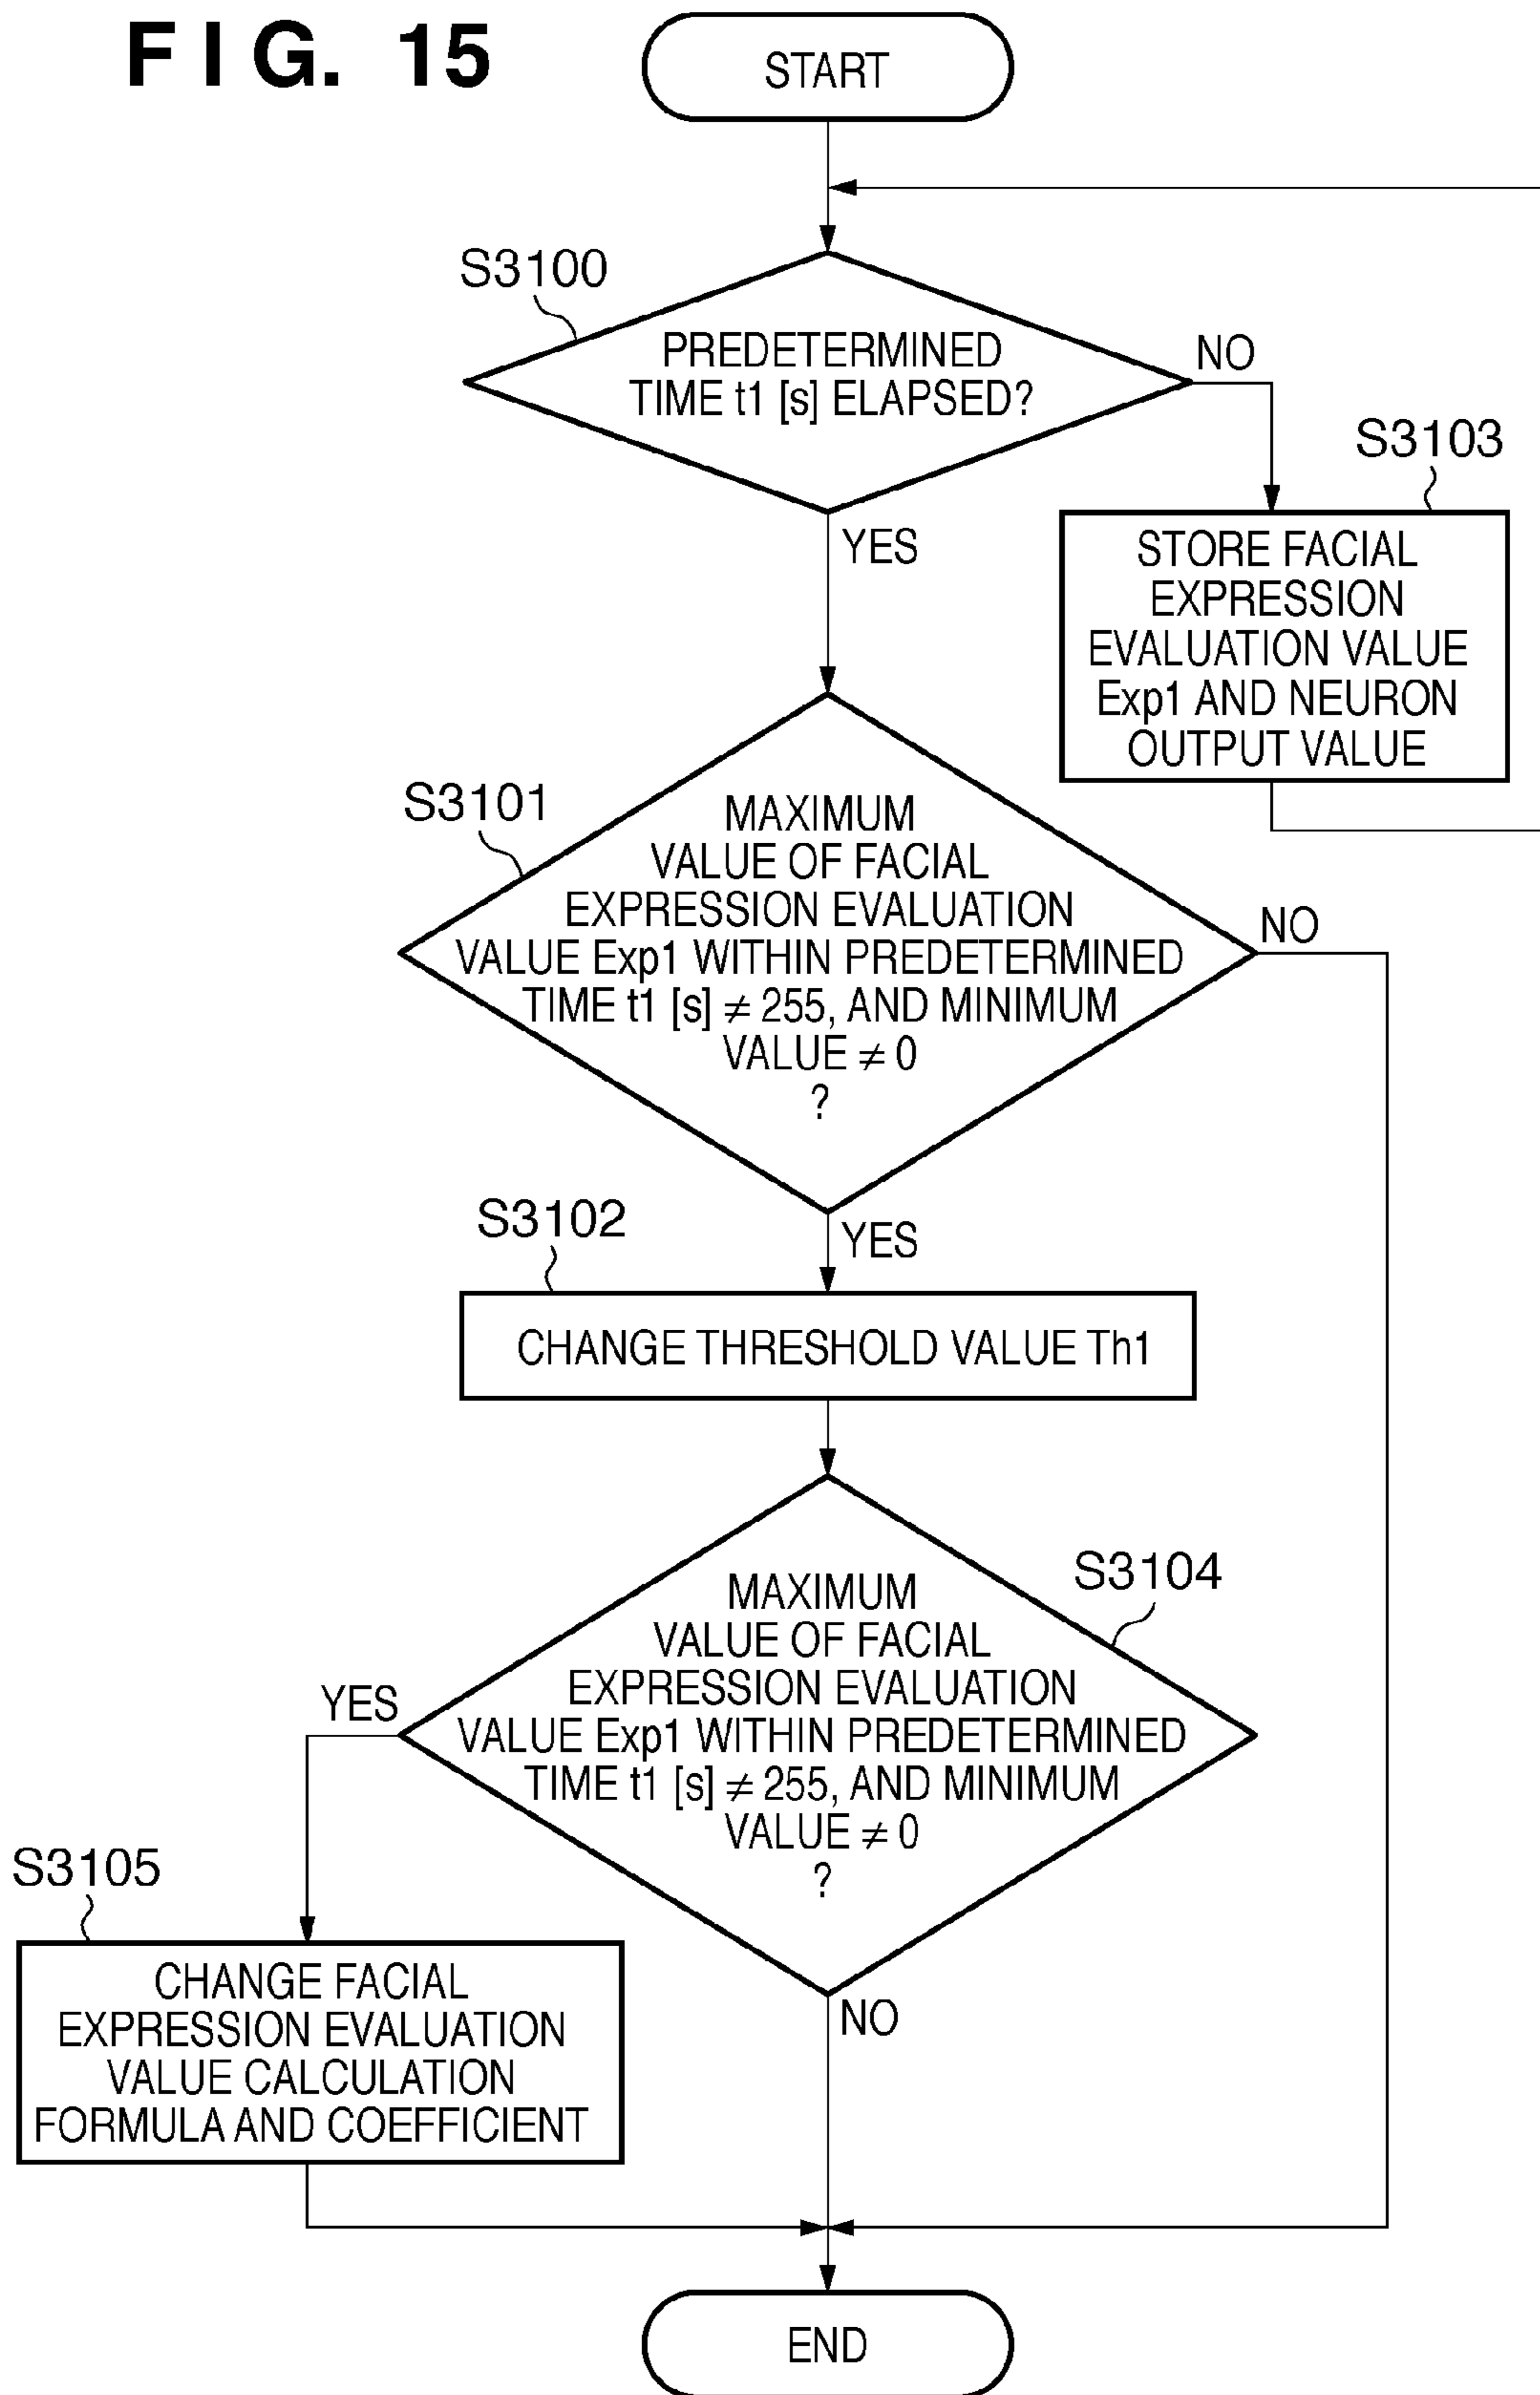 FIG. 15
START
S3100
PREDETERMINED
TIME t1 [s] ELAPSED?
NO
YES
S3103
STORE FACIAL
EXPRESSION
EVALUATION VALUE
Exp1 AND NEURON
OUTPUT VALUE
S3101
MAXIMUM
VALUE OF FACIAL
EXPRESSION EVALUATION
VALUE Exp1 WITHIN PREDETERMINED
TIME t1 [s] ≠ 255, AND MINIMUM
VALUE ≠ 0
?
NO
YES
S3102
CHANGE THRESHOLD VALUE Th1
S3104
MAXIMUM
VALUE OF FACIAL
EXPRESSION EVALUATION
VALUE Exp1 WITHIN PREDETERMINED
TIME t1 [s] ≠ 255, AND MINIMUM
VALUE ≠ 0
?
YES
NO
S3105
CHANGE FACIAL
EXPRESSION EVALUATION
VALUE CALCULATION
FORMULA AND COEFFICIENT
END